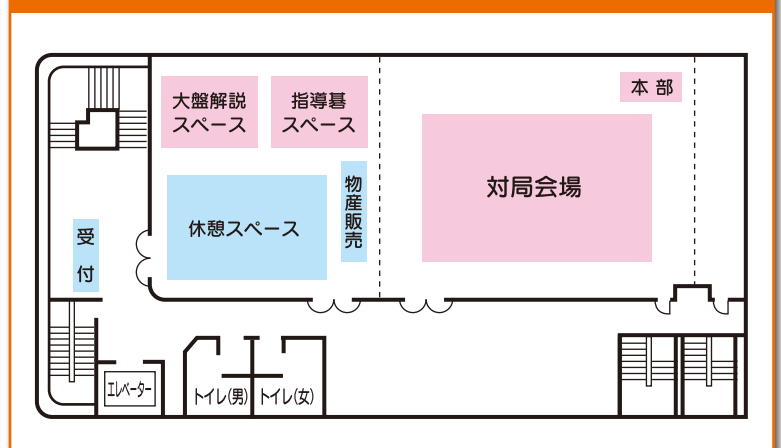 大盤解説
スペース
指導碁
スペース
本部
対局会場
物産販売
休憩スペース
受付
エレベーター
トイレ(男)
トイレ(女)